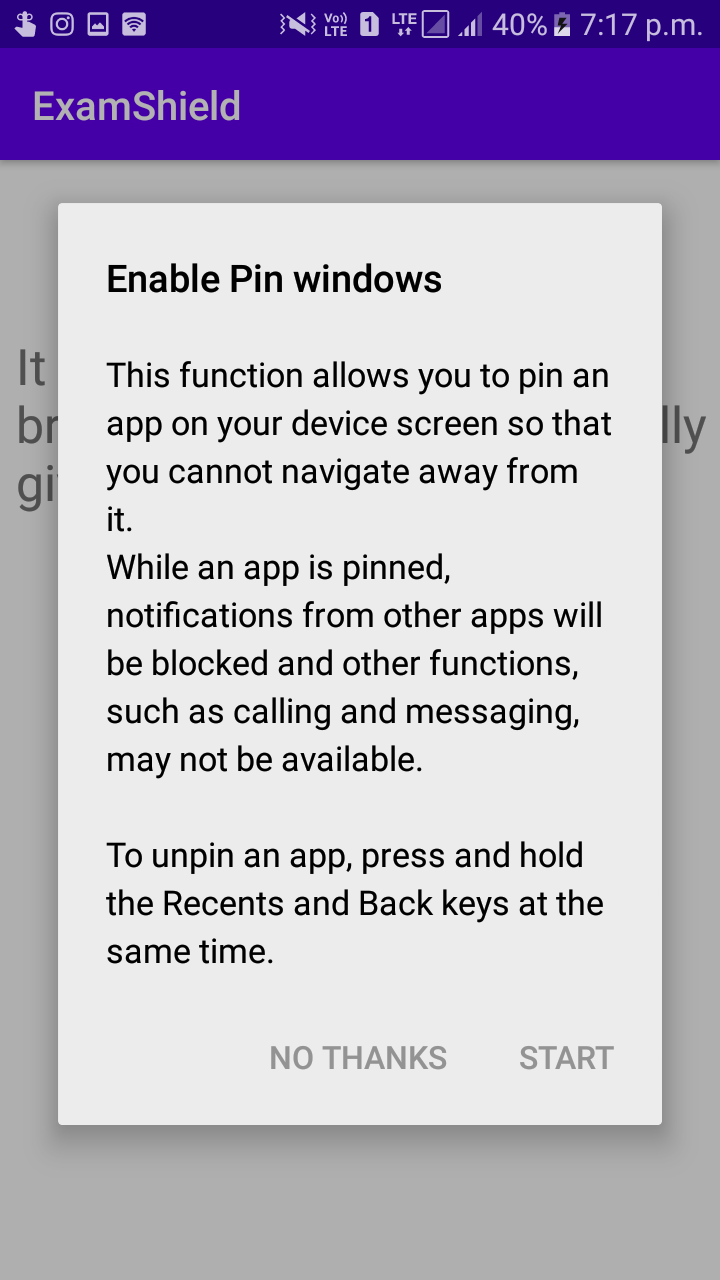 Vo))
LTE
1
LTE
40%
7:17 p.m.
ExamShield
Enable Pin windows
This function allows you to pin an
app on your device screen so that
you cannot navigate away from
it.
While an app is pinned,
notifications from other apps will
be blocked and other functions,
such as calling and messaging,
may not be available.
To unpin an app, press and hold
the Recents and Back keys at the
same time.
NO THANKS
START
It